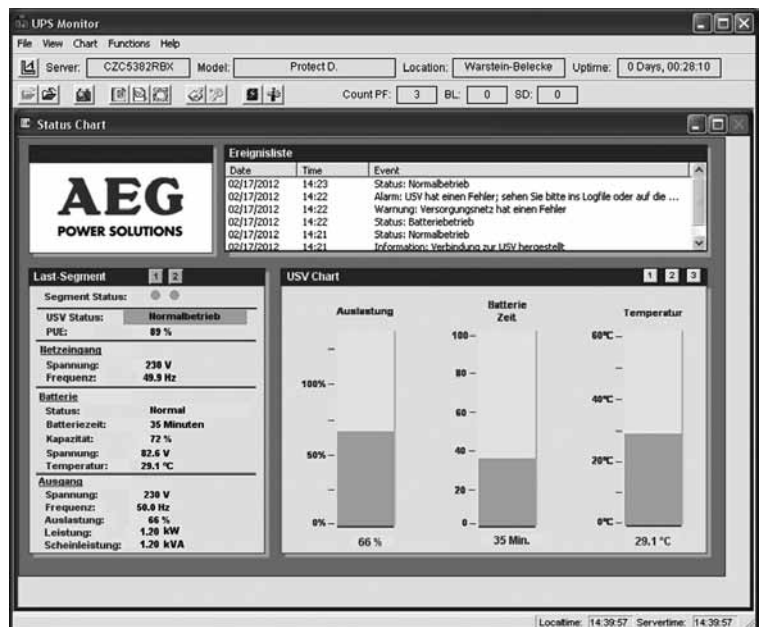 UPS Monitor
File View Chart Functions Help
Server: CZC5382RBX Model: Protect D. Location: Warstein-Belecke Uptime: 0 Days, 00:28:10
Count PF: 3 BL: 0 SD: 0
Status Chart
AEG
POWER SOLUTIONS
Ereignisliste
Date Time Event
02/17/2012 14:23 Status: Normalbetrieb
02/17/2012 14:22 Alarm: USV hat einen Fehler; sehen Sie bitte ins Logfile oder auf die ...
02/17/2012 14:22 Warnung: Versorgungsnetz hat einen Fehler
02/17/2012 14:22 Status: Batteriebetrieb
02/17/2012 14:21 Status: Normalbetrieb
02/17/2012 14:21 Information: Verbindung zur USV hergestellt
Last-Segment 1 2
Segment Status:
USV Status: Normalbetrieb
PUE: 89 %
Netzeingang
Spannung: 230 V
Frequenz: 49.9 Hz
Batterie
Status: Normal
Batteriezeit: 35 Minuten
Kapazität: 72 %
Spannung: 82.6 V
Temperatur: 29.1 °C
Ausgang
Spannung: 230 V
Frequenz: 50.0 Hz
Auslastung: 66 %
Leistung: 1.20 kW
Scheinleistung: 1.20 kVA
USV Chart 1 2 3
Auslastung
100%
50%
0%
66 %
Batterie
Zeit
100
80
60
40
20
0
35 Min.
Temperatur
60°C
40°C
20°C
0°C
29.1 °C
Localtime: 14:39:57 Servertime: 14:39:57